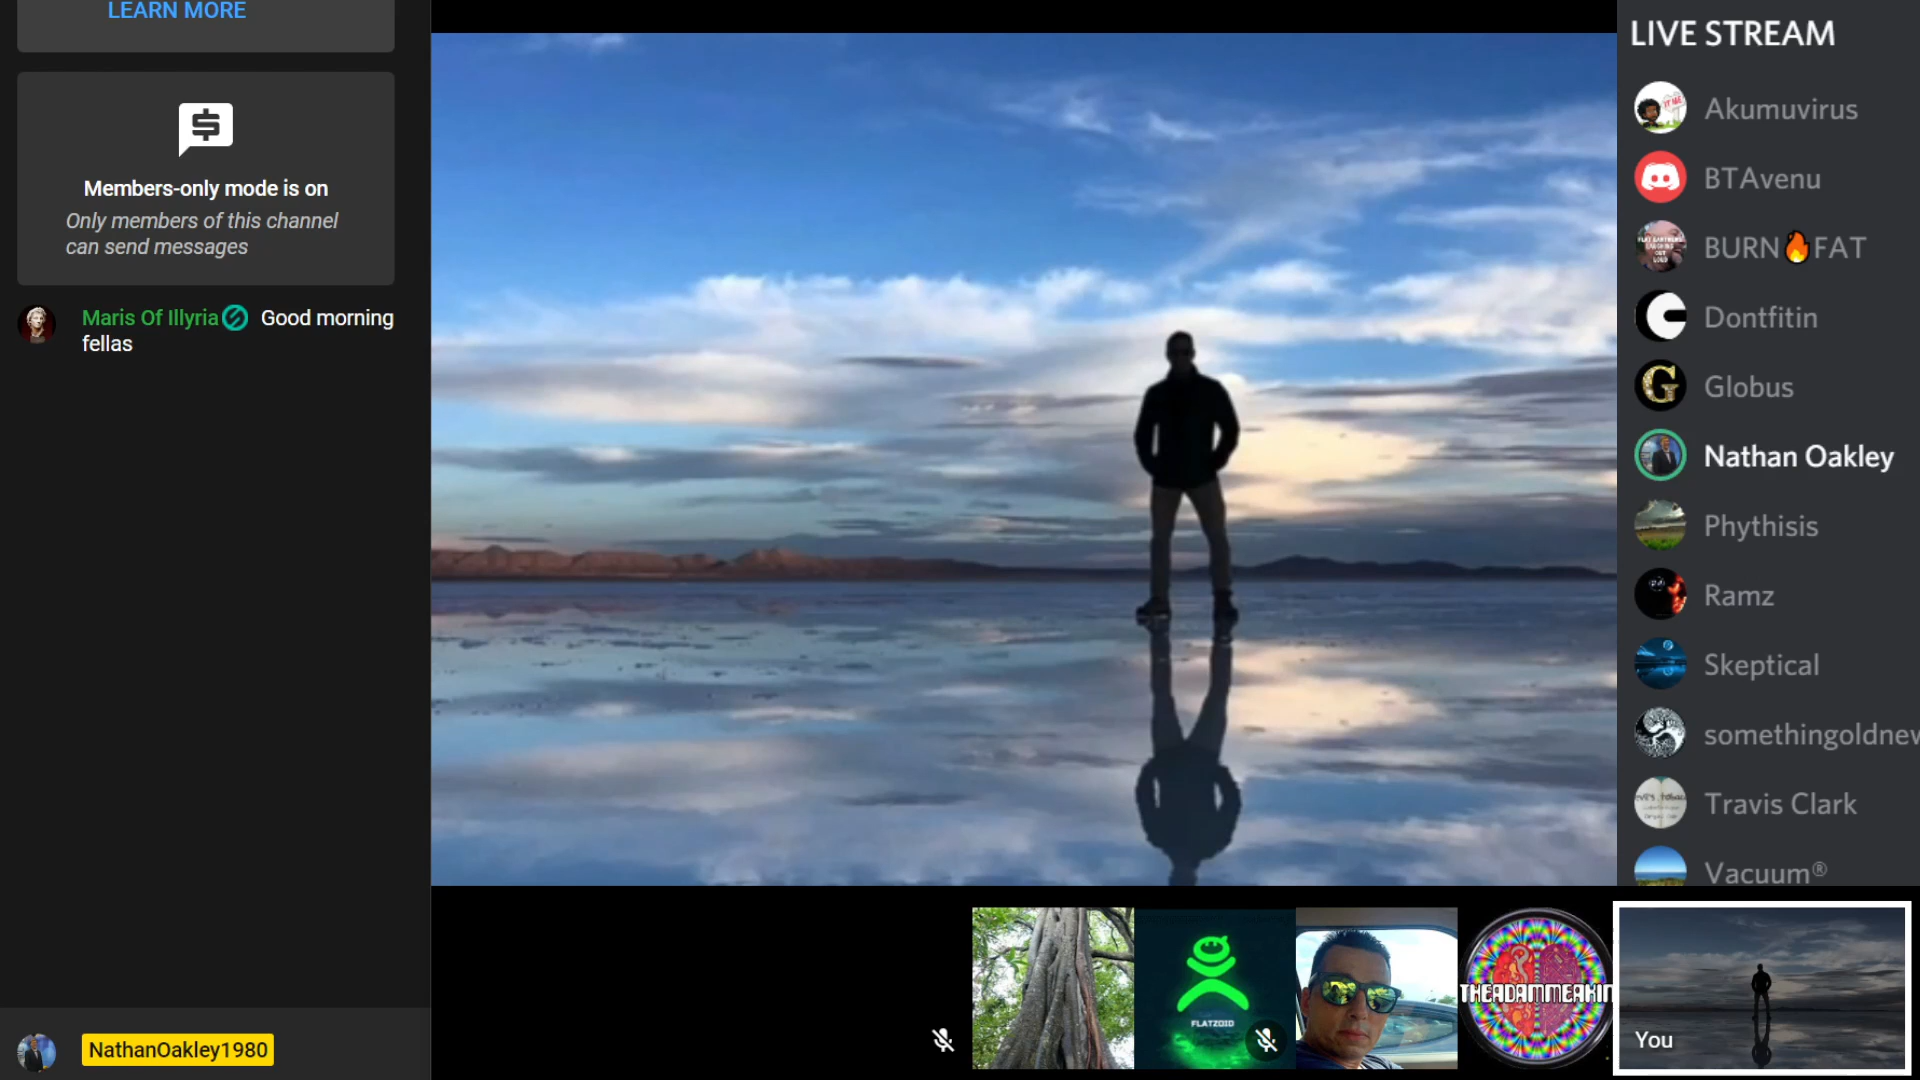 LEARN MORE
Members-only mode is on
Only members of this channel
can send messages
Maris Of Illyria Good morning
fellas
NathanOakley1980
LIVE STREAM
Akumuvirus
BTAvenu
BURN🔥FAT
Dontfitin
Globus
Nathan Oakley
Phythisis
Ramz
Skeptical
somethingoldnew
Travis Clark
Vacuum®
FLATZOID
THEADAMMEAKIN
You